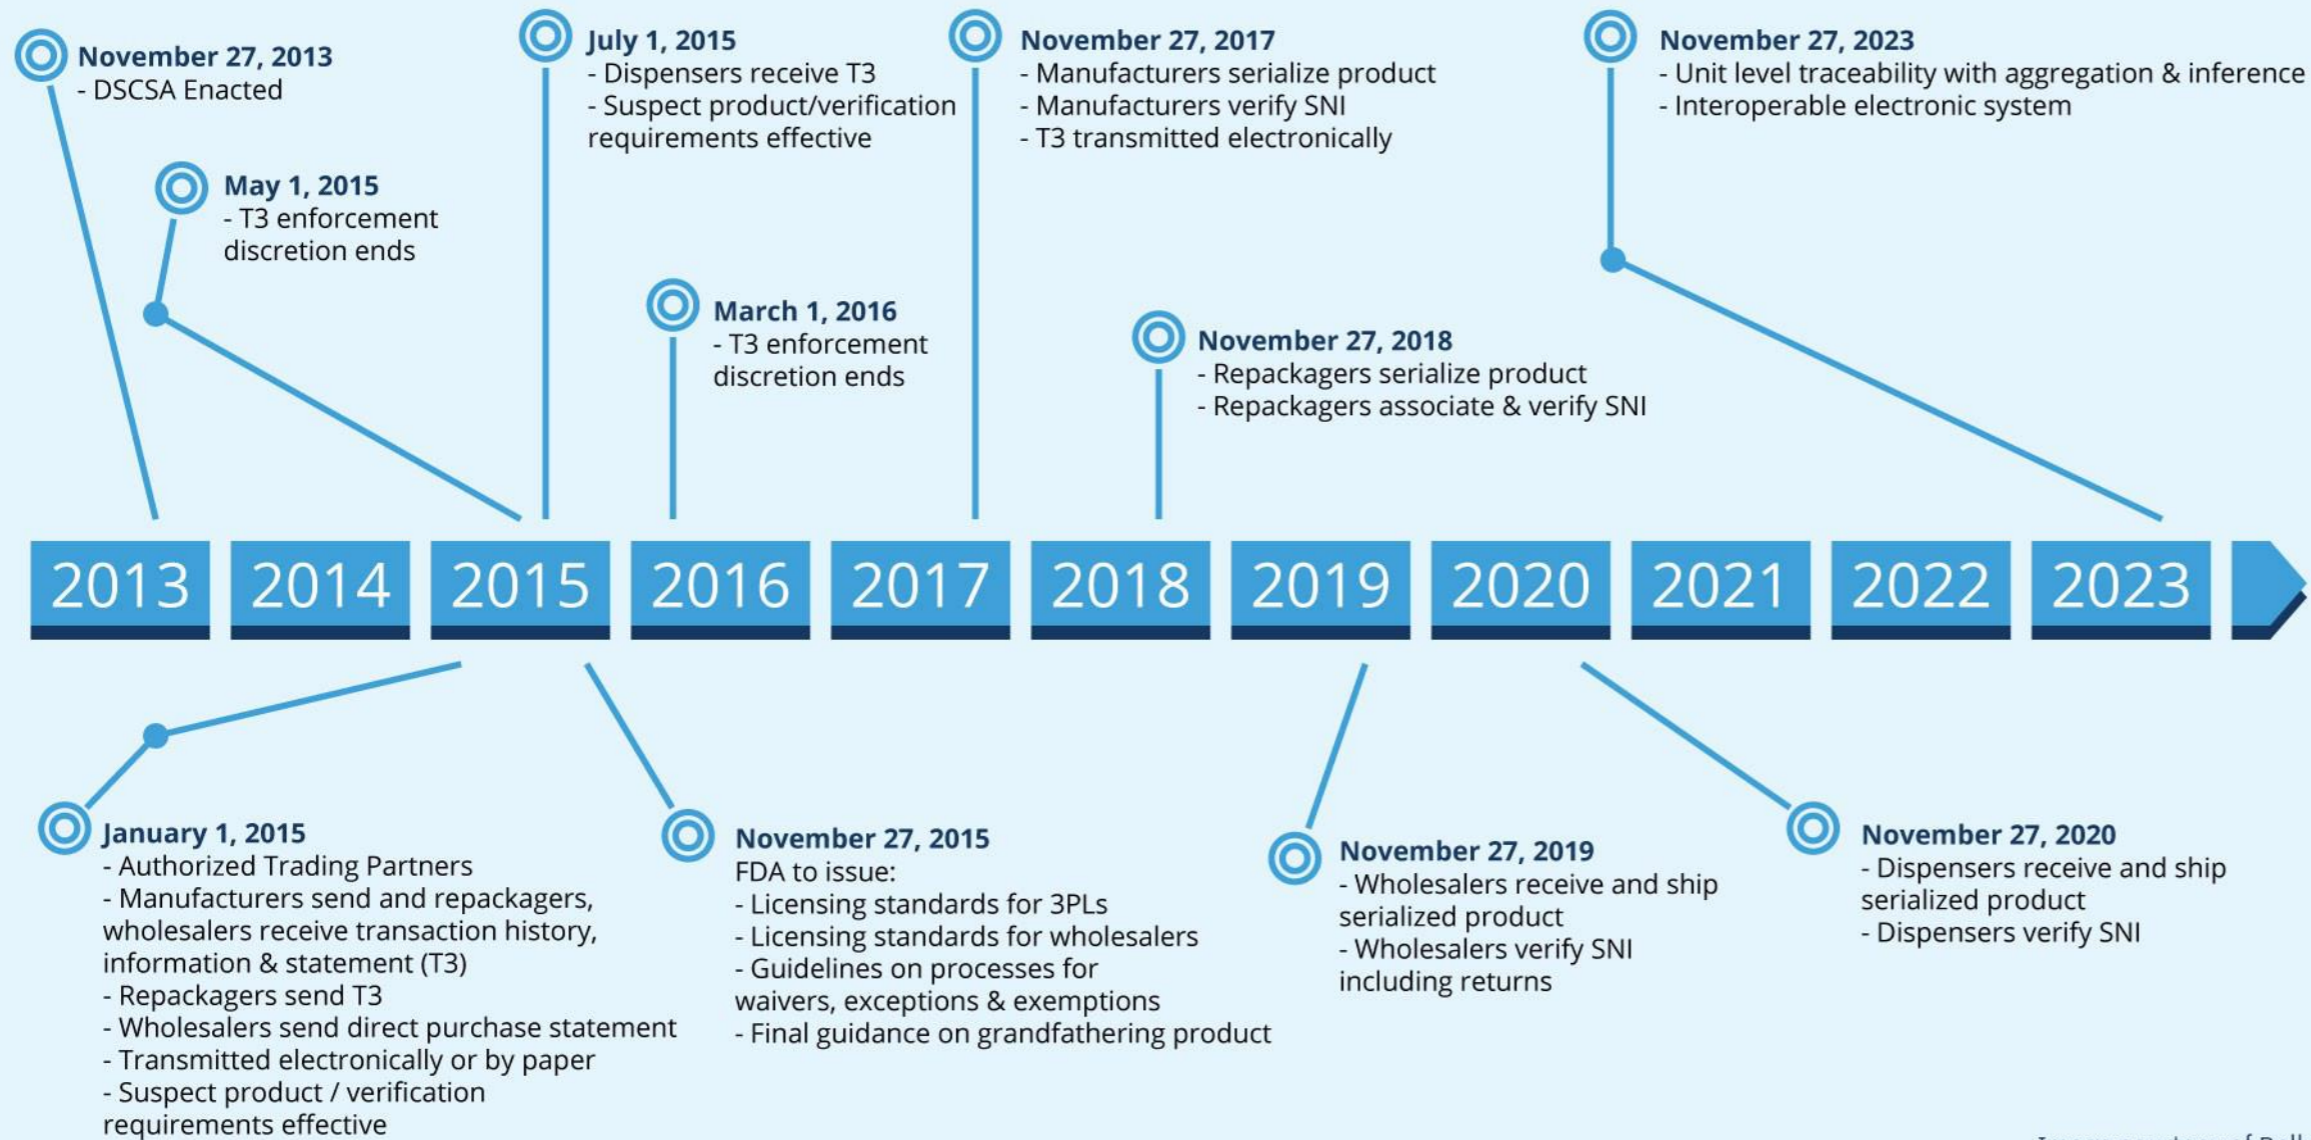 November 27, 2013
- DSCSA Enacted
May 1, 2015
- T3 enforcement
discretion ends
July 1, 2015
- Dispensers receive T3
- Suspect product/verification
requirements effective
March 1, 2016
- T3 enforcement
discretion ends
November 27, 2017
- Manufacturers serialize product
- Manufacturers verify SNI
- T3 transmitted electronically
November 27, 2018
- Repackagers serialize product
- Repackagers associate & verify SNI
November 27, 2023
- Unit level traceability with aggregation & inference
- Interoperable electronic system
2013 2014 2015 2016 2017 2018 2019 2020 2021 2022 2023
January 1, 2015
- Authorized Trading Partners
- Manufacturers send and repackagers,
wholesalers receive transaction history,
information & statement (T3)
- Repackagers send T3
- Wholesalers send direct purchase statement
- Transmitted electronically or by paper
- Suspect product / verification
requirements effective
November 27, 2015
FDA to issue:
- Licensing standards for 3PLs
- Licensing standards for wholesalers
- Guidelines on processes for
waivers, exceptions & exemptions
- Final guidance on grandfathering product
November 27, 2019
- Wholesalers receive and ship
serialized product
- Wholesalers verify SNI
including returns
November 27, 2020
- Dispensers receive and ship
serialized product
- Dispensers verify SNI